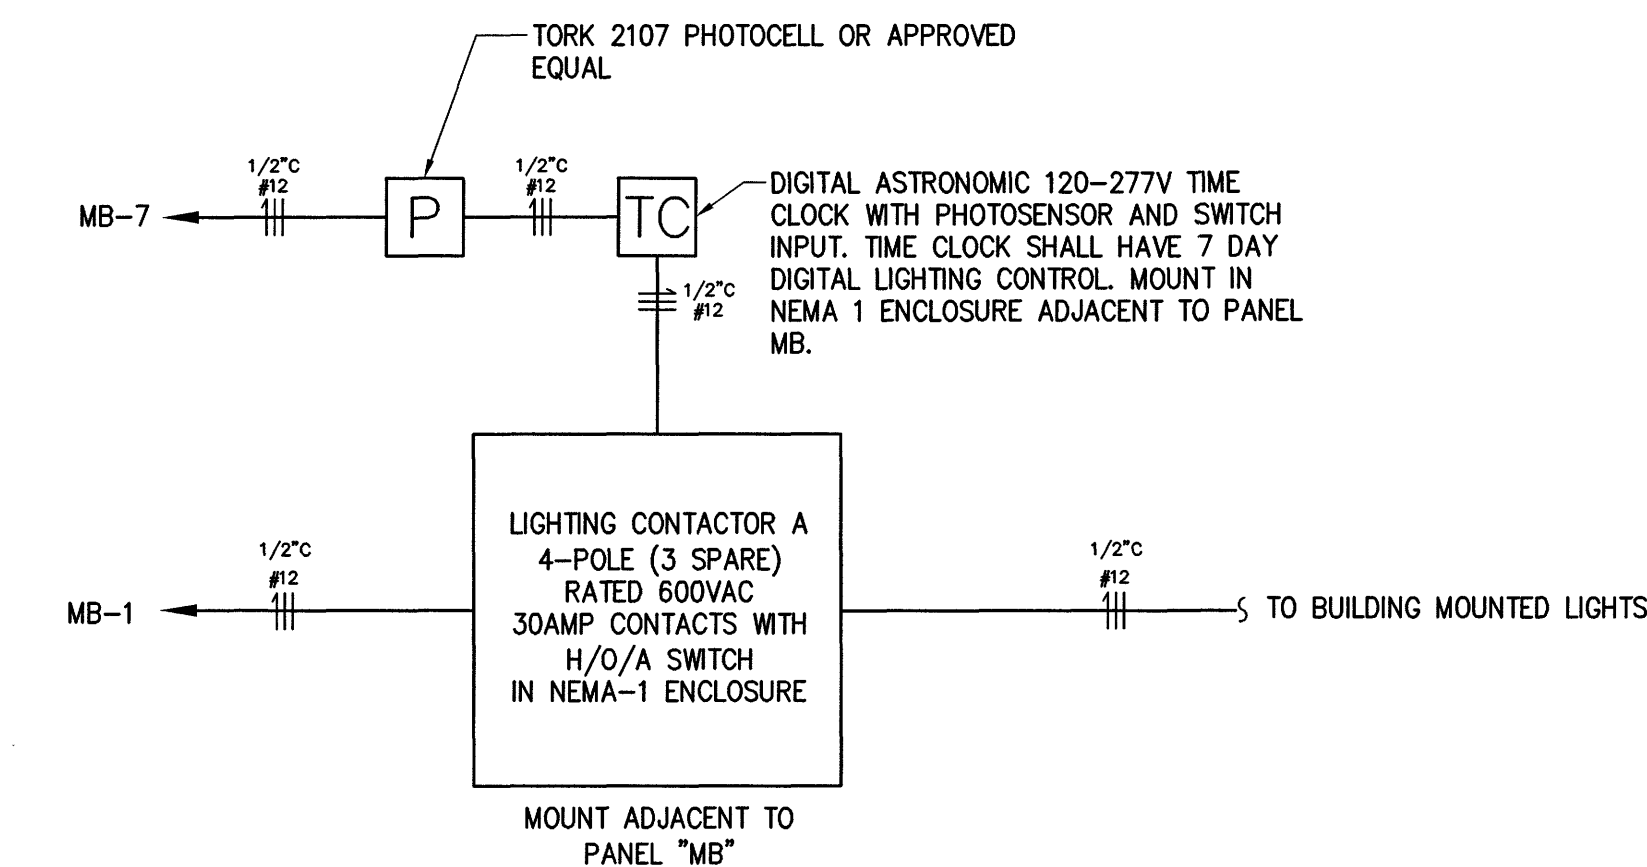 TORK 2107 PHOTOCELL OR APPROVED
EQUAL
1/2"C
#12
1/2"C
#12
MB-7
P
TC
DIGITAL ASTRONOMIC 120-277V TIME
CLOCK WITH PHOTOSENSOR AND SWITCH
INPUT. TIME CLOCK SHALL HAVE 7 DAY
DIGITAL LIGHTING CONTROL. MOUNT IN
NEMA 1 ENCLOSURE ADJACENT TO PANEL
MB.
1/2"C
#12
LIGHTING CONTACTOR A
4-POLE (3 SPARE)
RATED 600VAC
30AMP CONTACTS WITH
H/O/A SWITCH
IN NEMA-1 ENCLOSURE
1/2"C
#12
MB-1
1/2"C
#12
TO BUILDING MOUNTED LIGHTS
MOUNT ADJACENT TO
PANEL "MB"